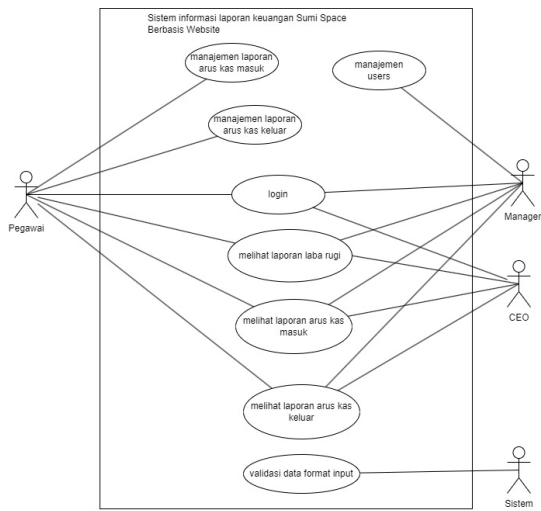 Sistem informasi laporan keuangan Sumi Space
Berbasis Website
manajemen laporan
arus kas masuk
manajemen
users
manajemen laporan
arus kas keluar
login
Pegawai
Manager
melihat laporan laba rugi
CEO
melihat laporan arus kas
masuk
melihat laporan arus kas
keluar
validasi data format input
Sistem